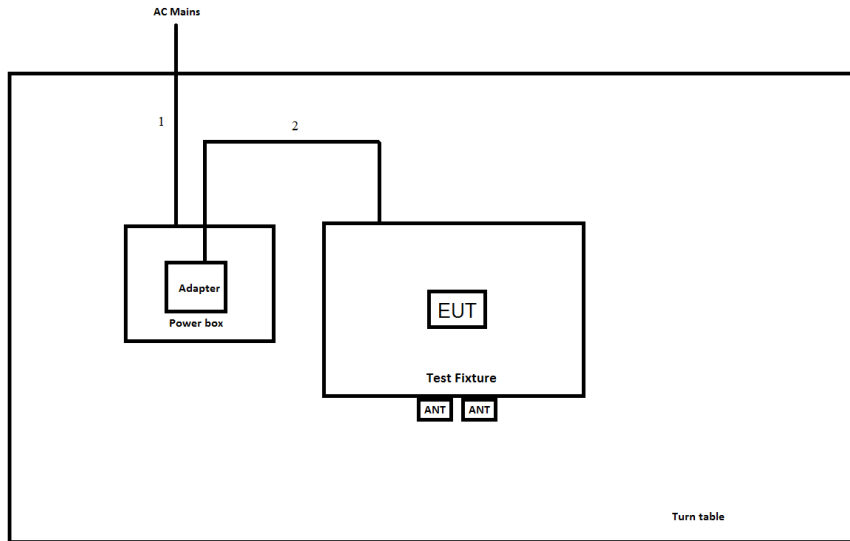 AC Mains
1
2
Adapter
Power box
EUT
Test Fixture
ANT
ANT
Turn table